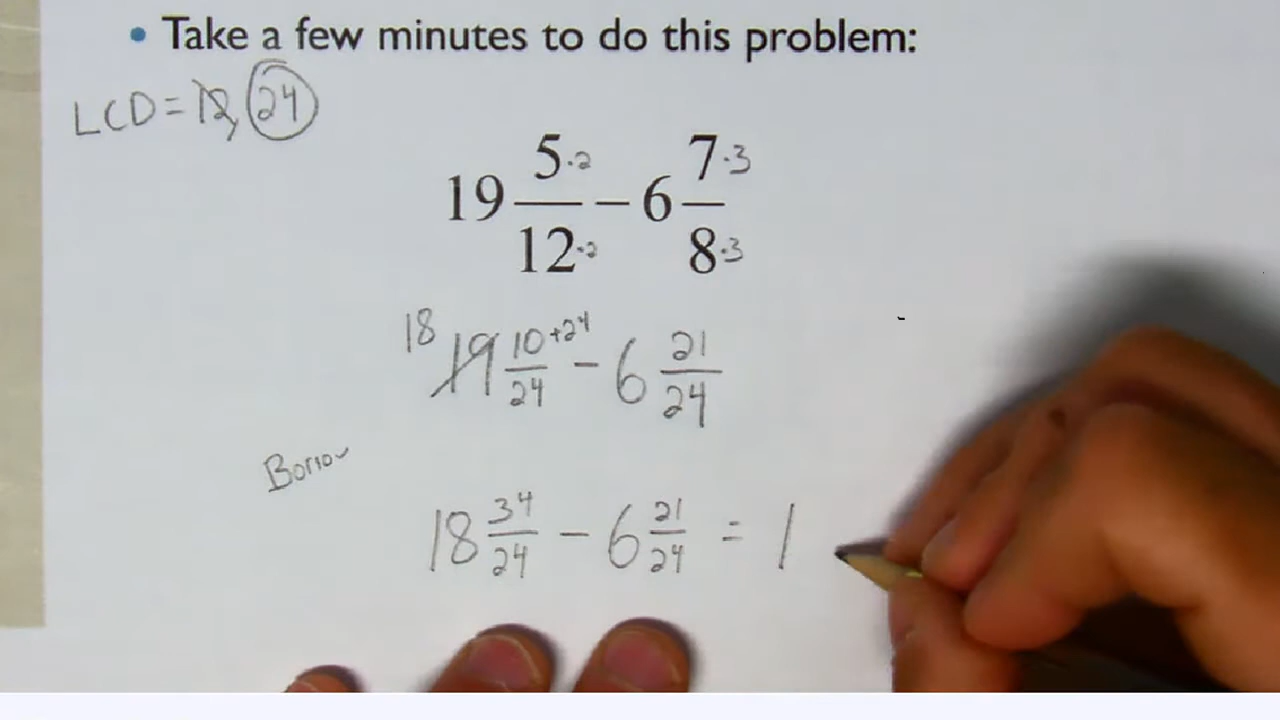 • Take a few minutes to do this problem:
LCD = 12, 24
19 5·2/12·2 − 6 7·3/8·3
18 19 10+24/24 − 6 21/24
Borrow
18 34/24 − 6 21/24 = 1